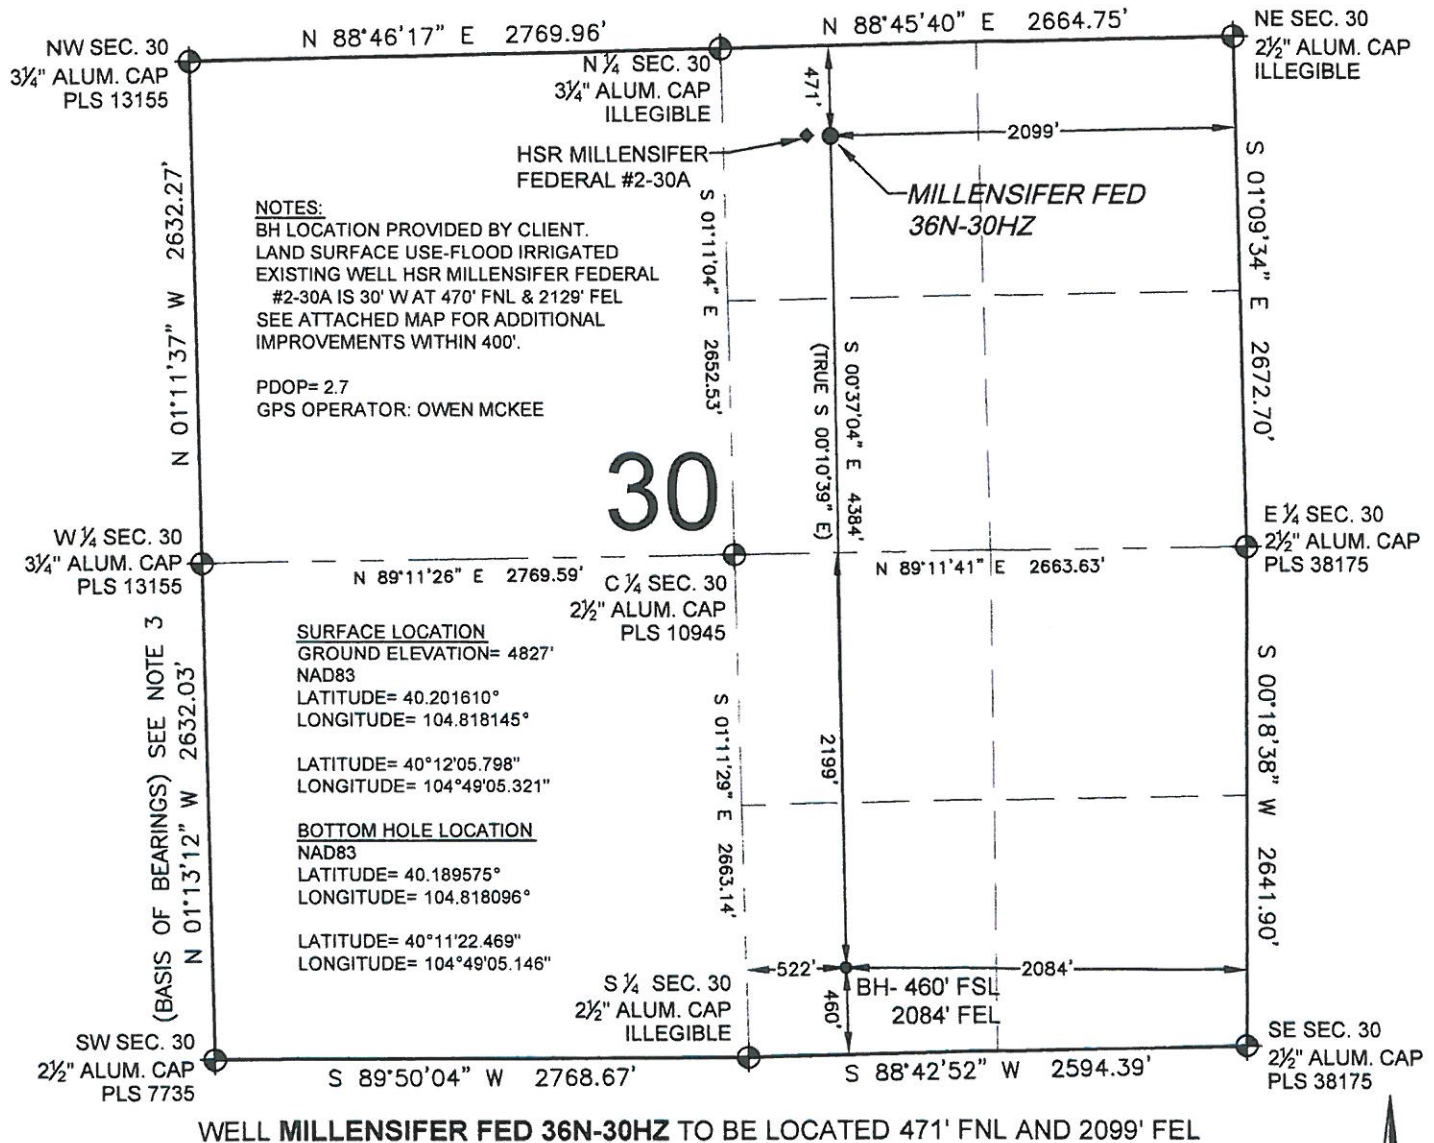 N 88°46'17" E 2769.96'
N 88°45'40" E 2664.75'
NW SEC. 30
3¼" ALUM. CAP
PLS 13155
N ¼ SEC. 30
3¼" ALUM. CAP
ILLEGIBLE
NE SEC. 30
2½" ALUM. CAP
ILLEGIBLE
471'
2099'
HSR MILLENSIFER
FEDERAL #2-30A
MILLENSIFER FED
36N-30HZ
N 01°11'37" W 2632.27'
NOTES:
BH LOCATION PROVIDED BY CLIENT.
LAND SURFACE USE-FLOOD IRRIGATED
EXISTING WELL HSR MILLENSIFER FEDERAL
#2-30A IS 30' W AT 470' FNL & 2129' FEL
SEE ATTACHED MAP FOR ADDITIONAL
IMPROVEMENTS WITHIN 400'.
PDOP= 2.7
GPS OPERATOR: OWEN MCKEE
S 01°11'04" E 2652.53'
S 00°37'04" E 4384'
(TRUE S 00°10'39" E)
S 01°09'34" E 2672.70'
30
W ¼ SEC. 30
3¼" ALUM. CAP
PLS 13155
N 89°11'26" E 2769.59'
C ¼ SEC. 30
2½" ALUM. CAP
PLS 10945
N 89°11'41" E 2663.63'
E ¼ SEC. 30
2½" ALUM. CAP
PLS 38175
(BASIS OF BEARINGS) SEE NOTE 3
N 01°13'12" W 2632.03'
SURFACE LOCATION
GROUND ELEVATION= 4827'
NAD83
LATITUDE= 40.201610°
LONGITUDE= 104.818145°
LATITUDE= 40°12'05.798"
LONGITUDE= 104°49'05.321"
BOTTOM HOLE LOCATION
NAD83
LATITUDE= 40.189575°
LONGITUDE= 104.818096°
LATITUDE= 40°11'22.469"
LONGITUDE= 104°49'05.146"
S 01°11'29" E 2663.14'
2199'
S 00°18'38" W 2641.90'
522'
2084'
460'
BH- 460' FSL
2084' FEL
S ¼ SEC. 30
2½" ALUM. CAP
ILLEGIBLE
SW SEC. 30
2½" ALUM. CAP
PLS 7735
S 89°50'04" W 2768.67'
S 88°42'52" W 2594.39'
SE SEC. 30
2½" ALUM. CAP
PLS 38175
WELL MILLENSIFER FED 36N-30HZ TO BE LOCATED 471' FNL AND 2099' FEL